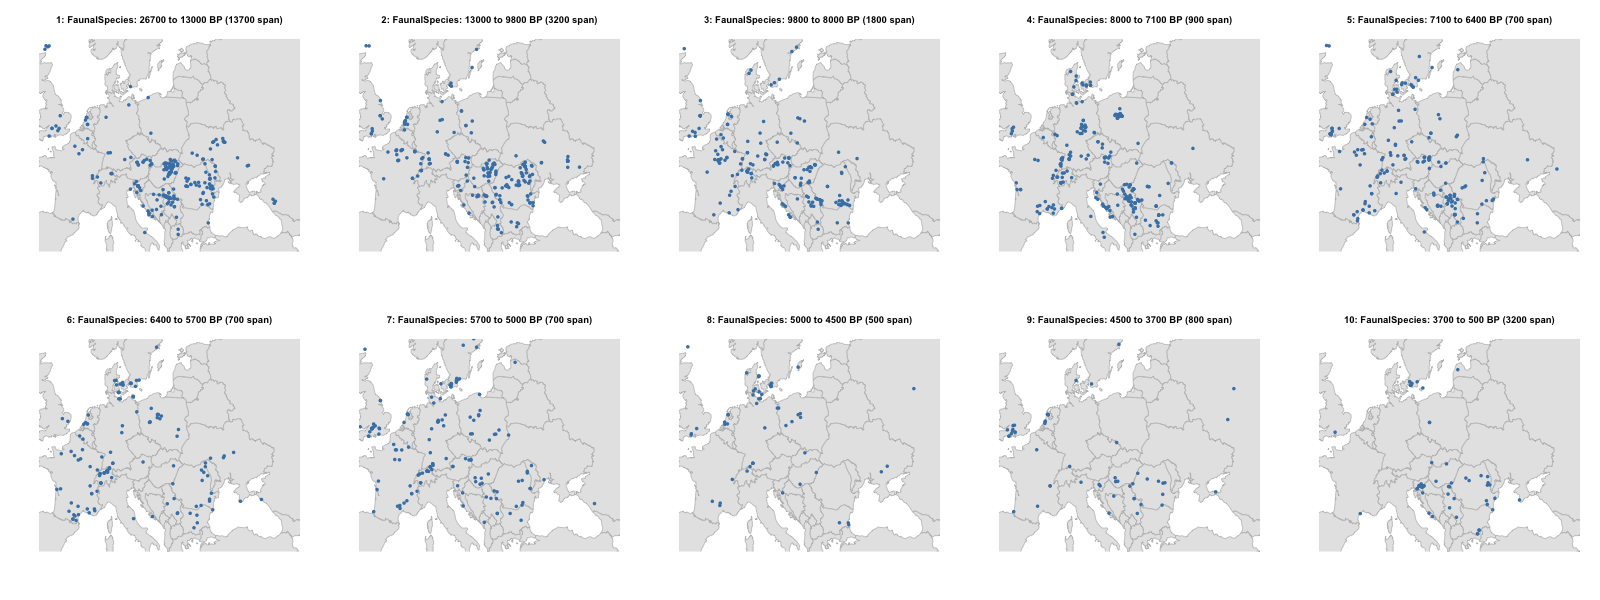 1: FaunalSpecies: 26700 to 13000 BP (13700 span)
2: FaunalSpecies: 13000 to 9800 BP (3200 span)
3: FaunalSpecies: 9800 to 8000 BP (1800 span)
4: FaunalSpecies: 8000 to 7100 BP (900 span)
5: FaunalSpecies: 7100 to 6400 BP (700 span)
6: FaunalSpecies: 6400 to 5700 BP (700 span)
7: FaunalSpecies: 5700 to 5000 BP (700 span)
8: FaunalSpecies: 5000 to 4500 BP (500 span)
9: FaunalSpecies: 4500 to 3700 BP (800 span)
10: FaunalSpecies: 3700 to 500 BP (3200 span)